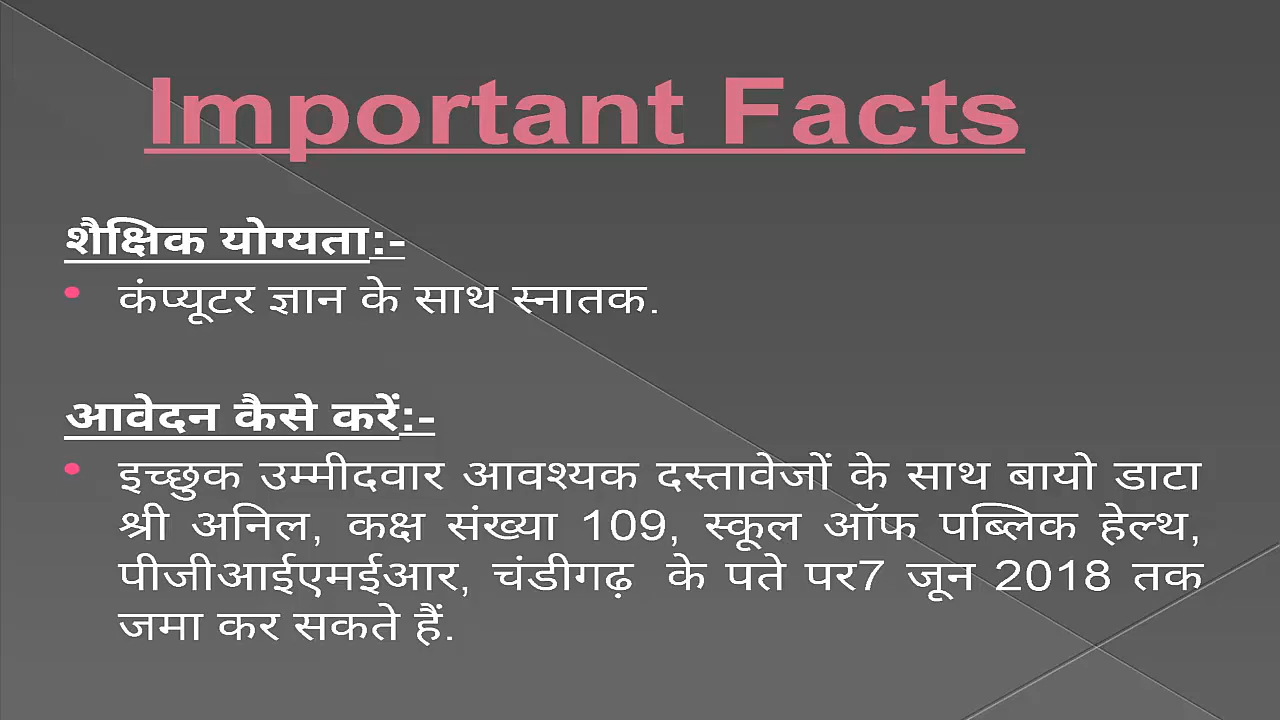 Important Facts
शैक्षिक योग्यता:-
• कंप्यूटर ज्ञान के साथ स्नातक.
आवेदन कैसे करें:-
• इच्छुक उम्मीदवार आवश्यक दस्तावेजों के साथ बायो डाटा
श्री अनिल, कक्ष संख्या 109, स्कूल ऑफ पब्लिक हेल्थ,
पीजीआईएमईआर, चंडीगढ़ के पते पर7 जून 2018 तक
जमा कर सकते हैं.